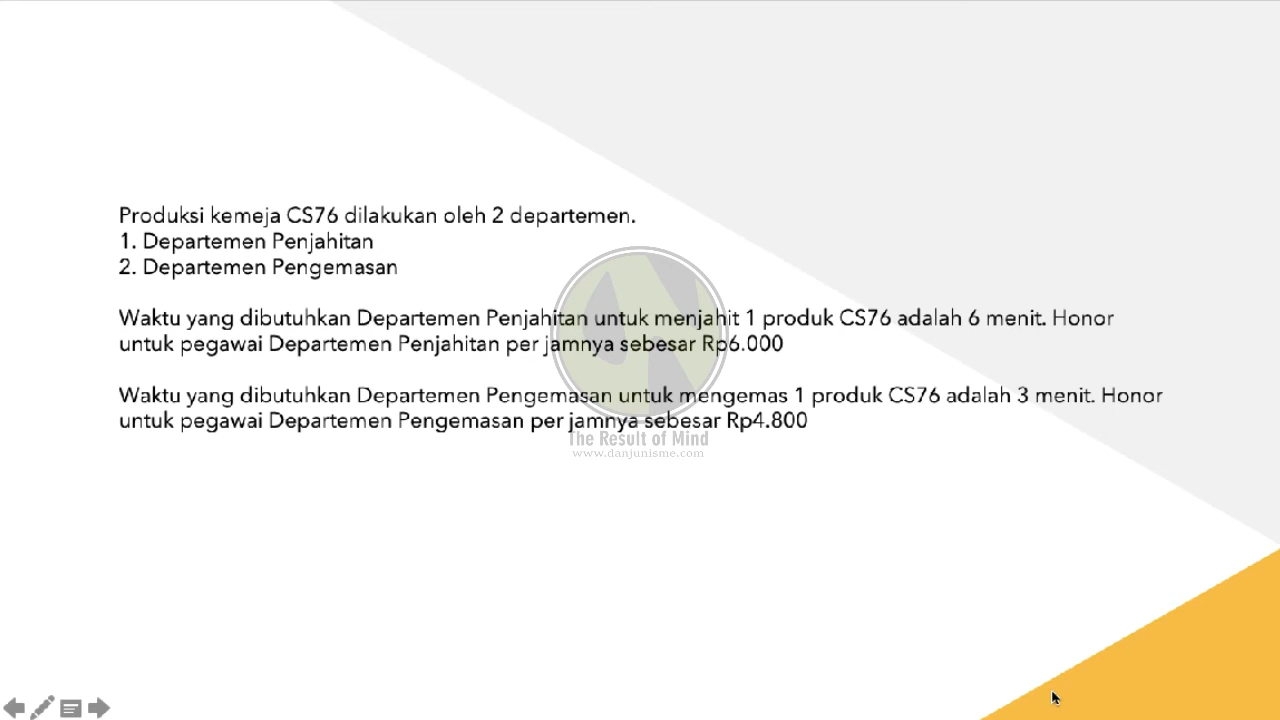 Produksi kemeja CS76 dilakukan oleh 2 departemen.
1. Departemen Penjahitan
2. Departemen Pengemasan
Waktu yang dibutuhkan Departemen Penjahitan untuk menjahit 1 produk CS76 adalah 6 menit. Honor
untuk pegawai Departemen Penjahitan per jamnya sebesar Rp6.000
Waktu yang dibutuhkan Departemen Pengemasan untuk mengemas 1 produk CS76 adalah 3 menit. Honor
untuk pegawai Departemen Pengemasan per jamnya sebesar Rp4.800
The Result of Mind
www.danjunisme.com